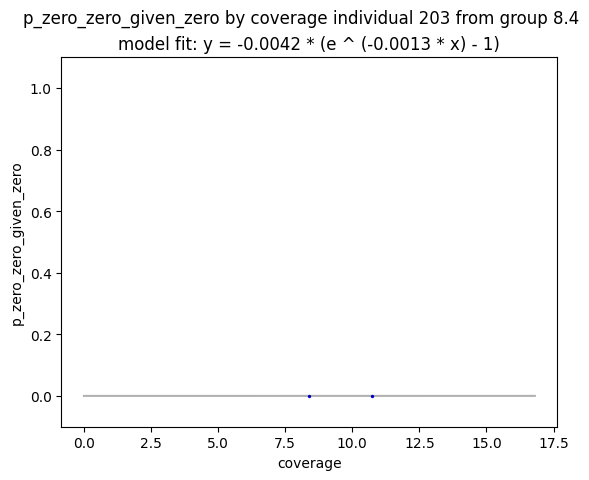 p_zero_zero_given_zero by coverage individual 203 from group 8.4
model fit: y = -0.0042 * (e ^ (-0.0013 * x) - 1)
1.0
0.8
0.6
0.4
0.2
0.0
p_zero_zero_given_zero
0.0 2.5 5.0 7.5 10.0 12.5 15.0 17.5
coverage